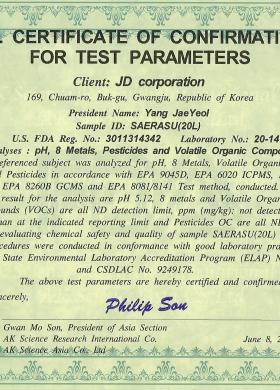 CERTIFICATE OF CONFIRMATI
FOR TEST PARAMETERS
Client: JD corporation
169, Chuam-ro, Buk-gu, Gwangju, Republic of Korea
President Name: Yang JaeYeol
Sample ID: SAERASU(20L)
U.S. FDA Reg. No.: 3011314342 Laboratory No.: 20-14
alyses : pH, 8 Metals, Pesticides and Volatile Organic Compo
eferenced subject was analyzed for pH, 8 Metals, Volatile Organi
d Pesticides in accordance with EPA 9045D, EPA 6020 ICPMS,
EPA 8260B GCMS and EPA 8081/8141 Test method, conducted.
result for the analysis are pH 5.12, 8 metals and Volatile Organ
unds (VOCs) are all ND detection limit, ppm (mg/kg): not detec
an at the indicated reporting limit and Pesticides OC are all NE
evaluating chemical safety and quality of sample SAERASU(20L)
cedures were conducted in conformance with good laboratory pra
State Environmental Laboratory Accreditation Program (ELAP) N
and CSDLAC No. 9249178.
The above test parameters are hereby certified and confirmed
ncerely,
Philip Son
Gwan Mo Son, President of Asia Section
AK Science Research International Co. June 8, 2
AK Science Asia Co., Ltd